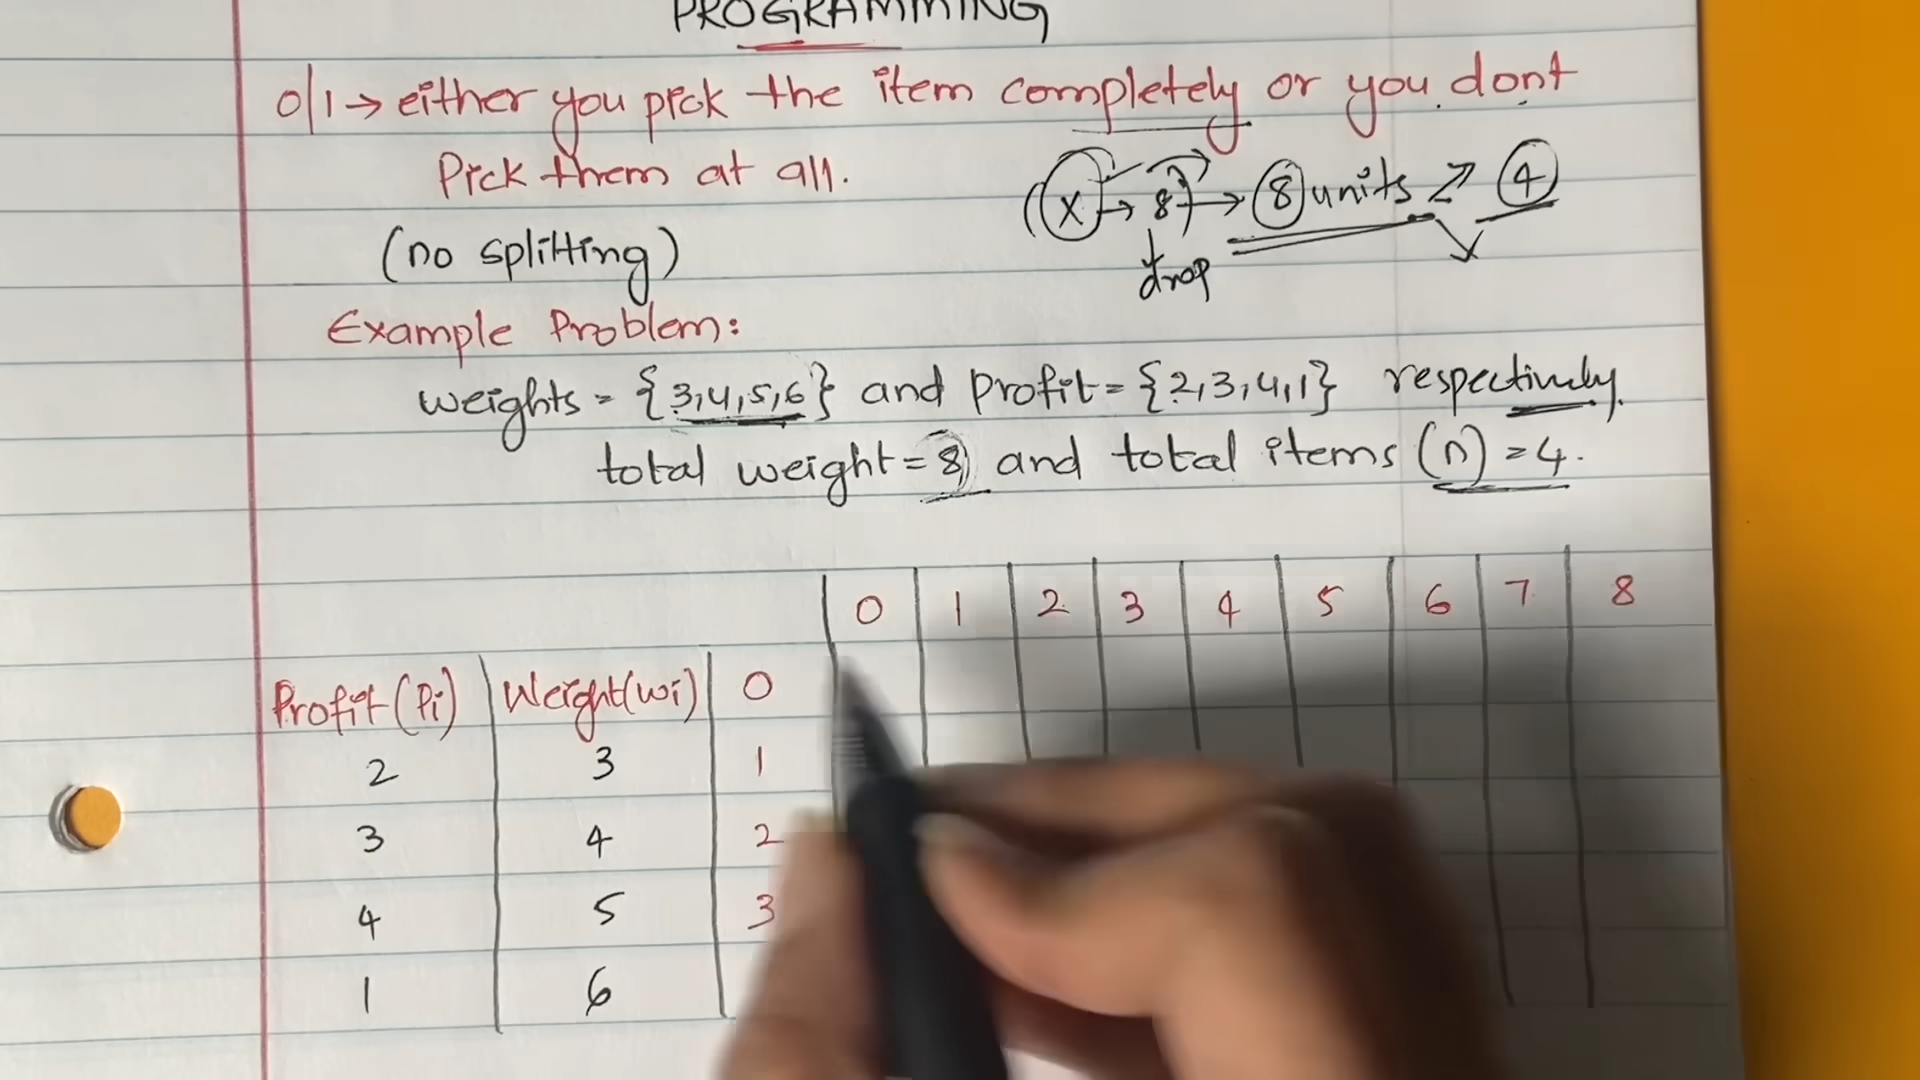 PROGRAMMING
0/1 → either you pick the item completely or you dont
Pick them at all.
(x → 8) → 8 units > 4
drop
(no splitting)
Example Problem:
weights = {3,4,5,6} and Profit = {2,3,4,1} respectively.
total weight = 8 and total items (n) = 4.
0 1 2 3 4 5 6 7 8
Profit (Pi) Weight (wi) 0
2 3 1
3 4 2
4 5 3
1 6